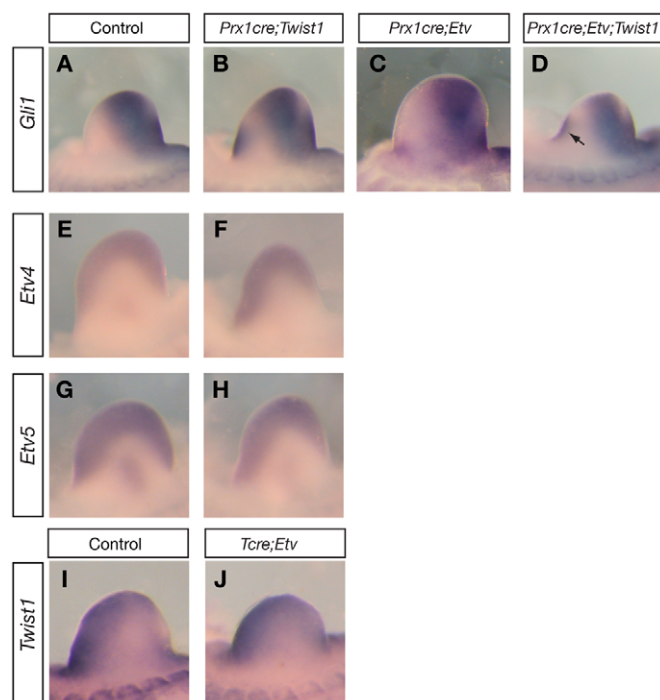 Control Prx1cre;Twist1 Prx1cre;Etv Prx1cre;Etv;Twist1
Gli1
A B C D
Etv4
E F
Etv5
G H
Control Tcre;Etv
Twist1
I J